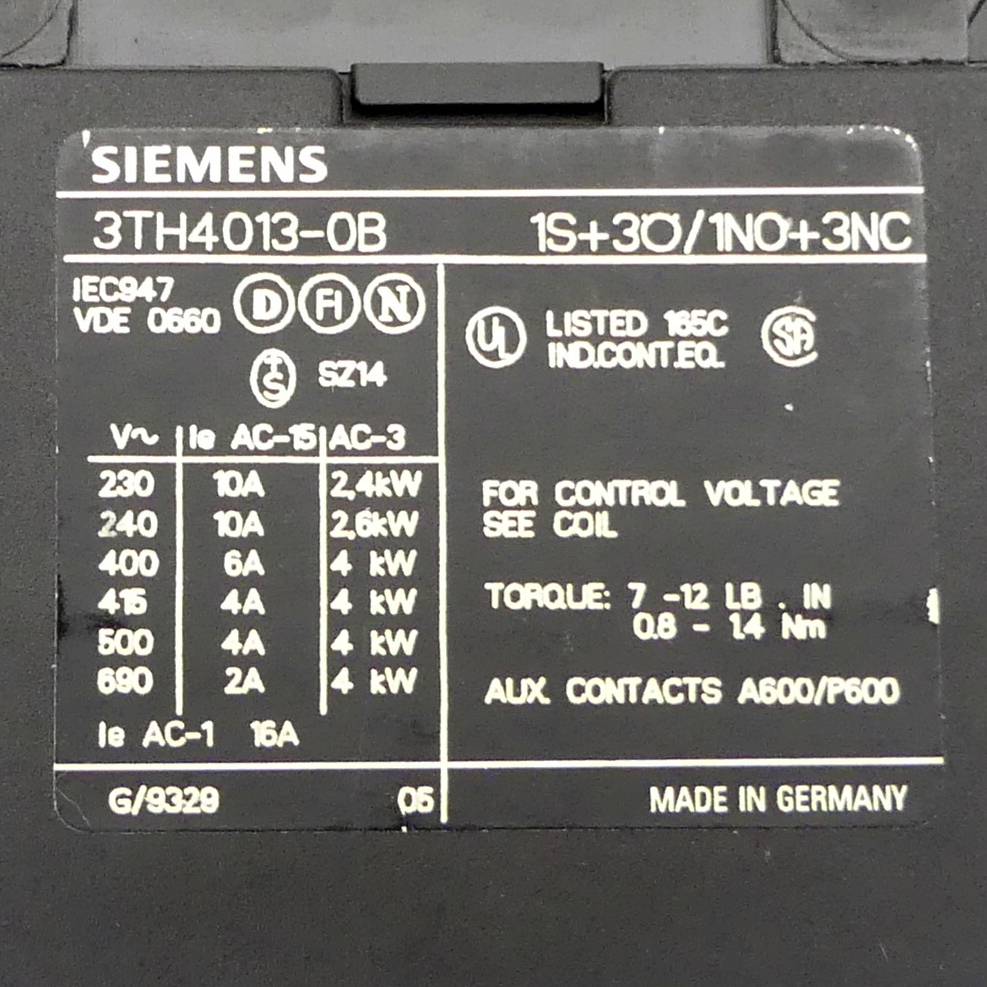 SIEMENS
3TH4013-0B 1S+3Ö/1NO+3NC
IEC947
VDE 0660 D FI N
S SZ14
V~ Ie AC-15 AC-3
230 10A 2,4kW
240 10A 2,6kW
400 6A 4 kW
415 4A 4 kW
500 4A 4 kW
690 2A 4 kW
Ie AC-1 16A
G/9329 05
UL LISTED 165C SA
IND.CONT.EQ.
FOR CONTROL VOLTAGE
SEE COIL
TORQUE: 7 -12 LB . IN
0.8 - 1.4 Nm
AUX. CONTACTS A600/P600
MADE IN GERMANY